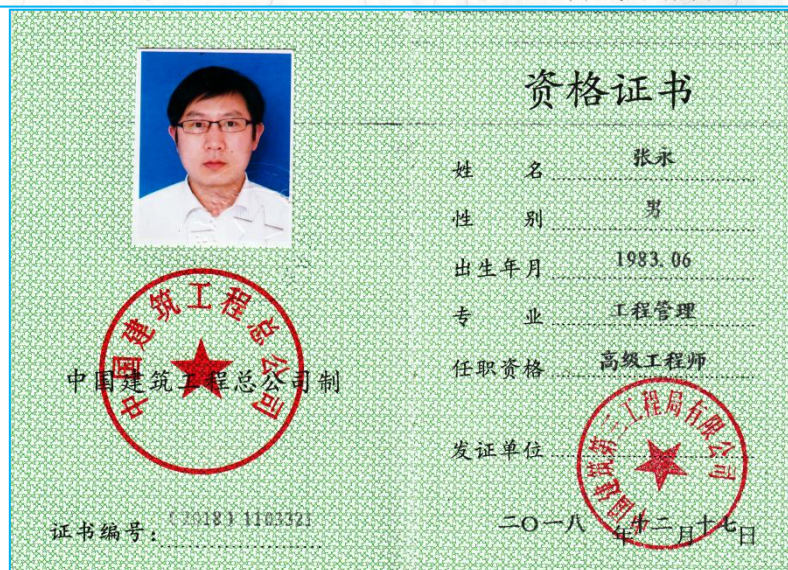 资格证书
姓 名 张永
性 别 男
出生年月 1983.06
专 业 工程管理
任职资格 高级工程师
发证单位
中国建筑第三工程局有限公司
二〇一八年十二月十七日
中国建筑工程总公司
中国建筑工程总公司制
证书编号：（2018）1103321